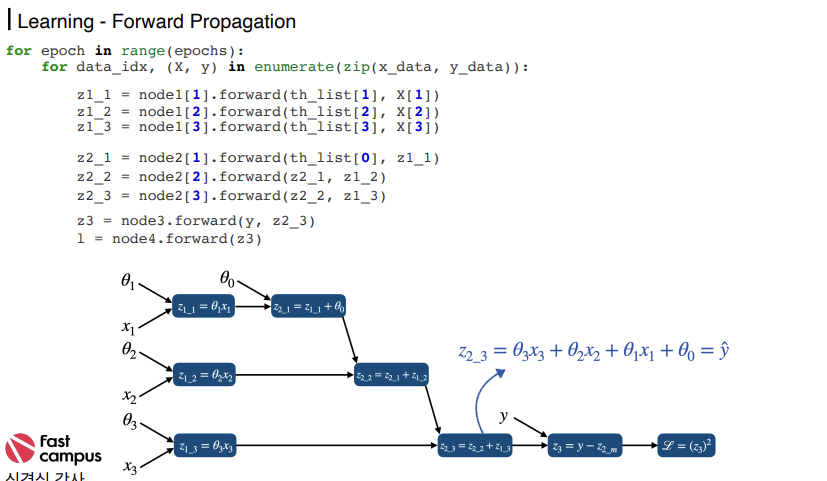 Learning - Forward Propagation
for epoch in range(epochs):
for data_idx, (X, y) in enumerate(zip(x_data, y_data)):
z1_1 = node1[1].forward(th_list[1], X[1])
z1_2 = node1[2].forward(th_list[2], X[2])
z1_3 = node1[3].forward(th_list[3], X[3])
z2_1 = node2[1].forward(th_list[0], z1_1)
z2_2 = node2[2].forward(z2_1, z1_2)
z2_3 = node2[3].forward(z2_2, z1_3)
z3 = node3.forward(y, z2_3)
l = node4.forward(z3)
θ₁
θ₀
z₁_₁ = θ₁x₁
z₂_₁ = z₁_₁ + θ₀
x₁
θ₂
z₂_₃ = θ₃x₃ + θ₂x₂ + θ₁x₁ + θ₀ = ŷ
z₁_₂ = θ₂x₂
z₂_₂ = z₂_₁ + z₁_₂
x₂
θ₃
y
z₁_₃ = θ₃x₃
z₂_₃ = z₂_₂ + z₁_₃
z₃ = y − z₂_ₘ
ℒ = (z₃)²
x₃
Fast
campus